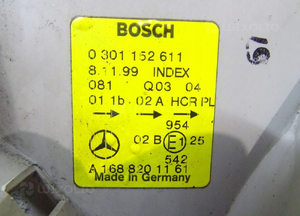 BOSCH
0 301 152 611
8.11.99 INDEX
081 Q03 04
01 1b 02 A HCR PL
954
02 B E1 25
542
A 168 820 11 61
Made in Germany